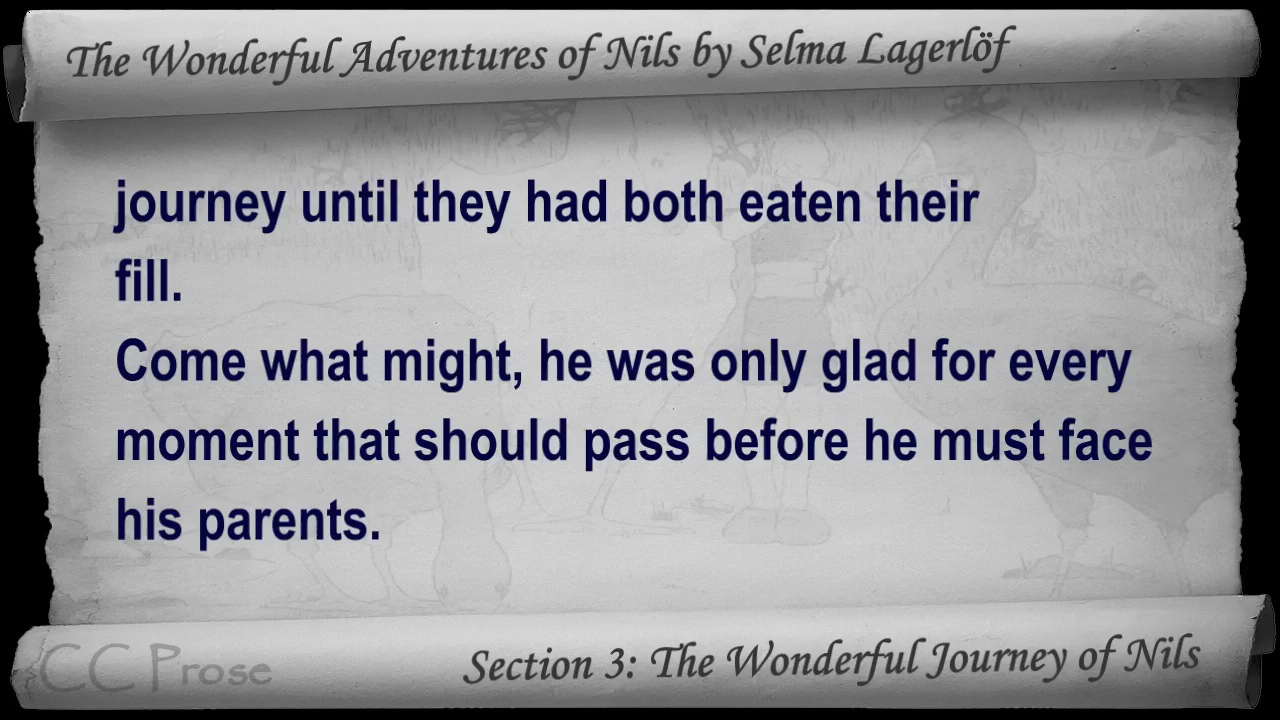 The Wonderful Adventures of Nils by Selma Lagerlöf
journey until they had both eaten their
fill.
Come what might, he was only glad for every
moment that should pass before he must face
his parents.
CC Prose
Section 3: The Wonderful Journey of Nils